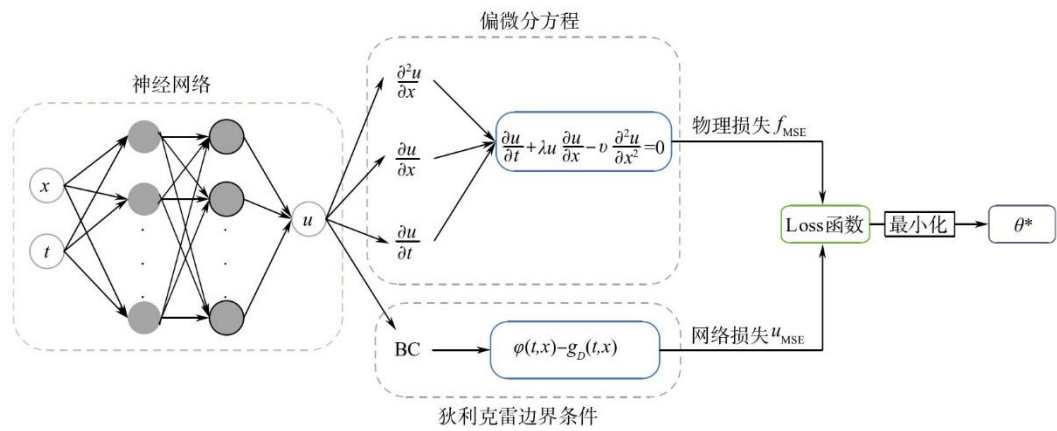 偏微分方程
神经网络
∂²u/∂x
∂u/∂x
∂u/∂t
∂u/∂t+λu ∂u/∂x−υ ∂²u/∂x²=0
物理损失 f_MSE
x
t
u
Loss函数
最小化
θ*
BC
φ(t,x)−g_D(t,x)
网络损失 u_MSE
狄利克雷边界条件